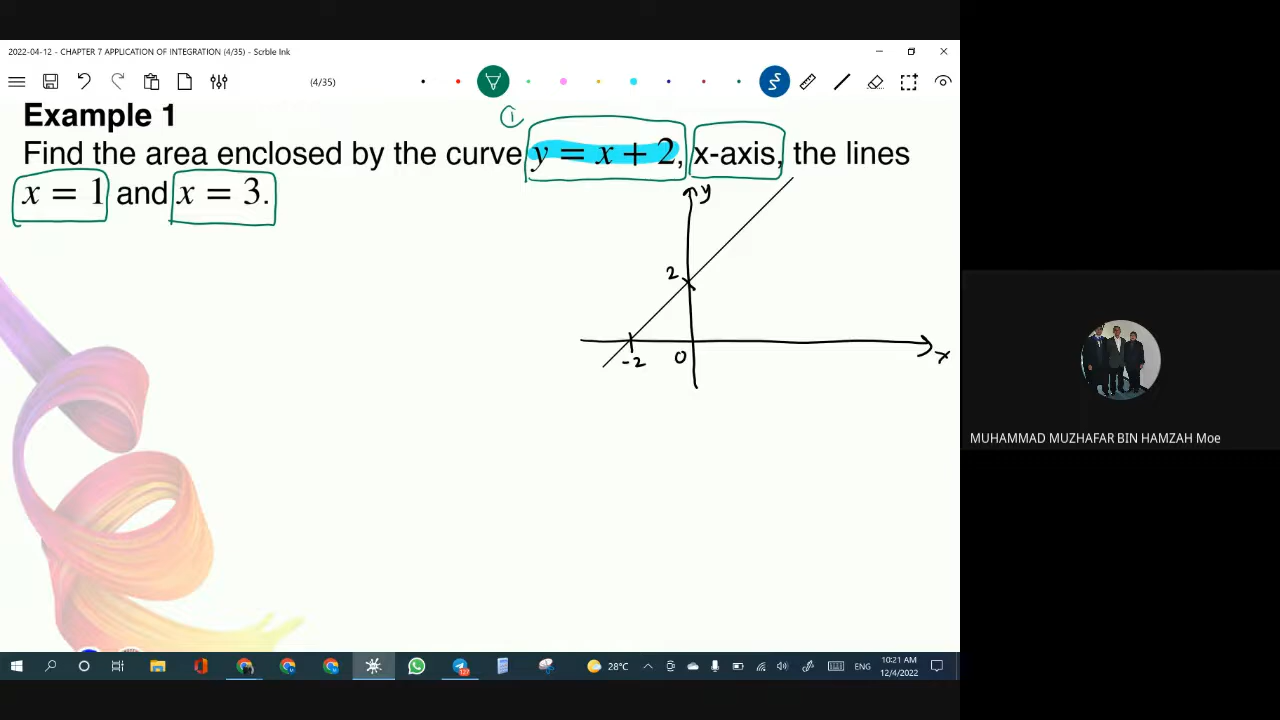 2022-04-12 - CHAPTER 7 APPLICATION OF INTEGRATION (4/35) - Scrble Ink
(4/35)
Example 1
①
Find the area enclosed by the curve y = x + 2, x-axis, the lines
x = 1 and x = 3.
y
2
-2
0
x
MUHAMMAD MUZHAFAR BIN HAMZAH Moe
127
28°C
ENG
10:21 AM
12/4/2022